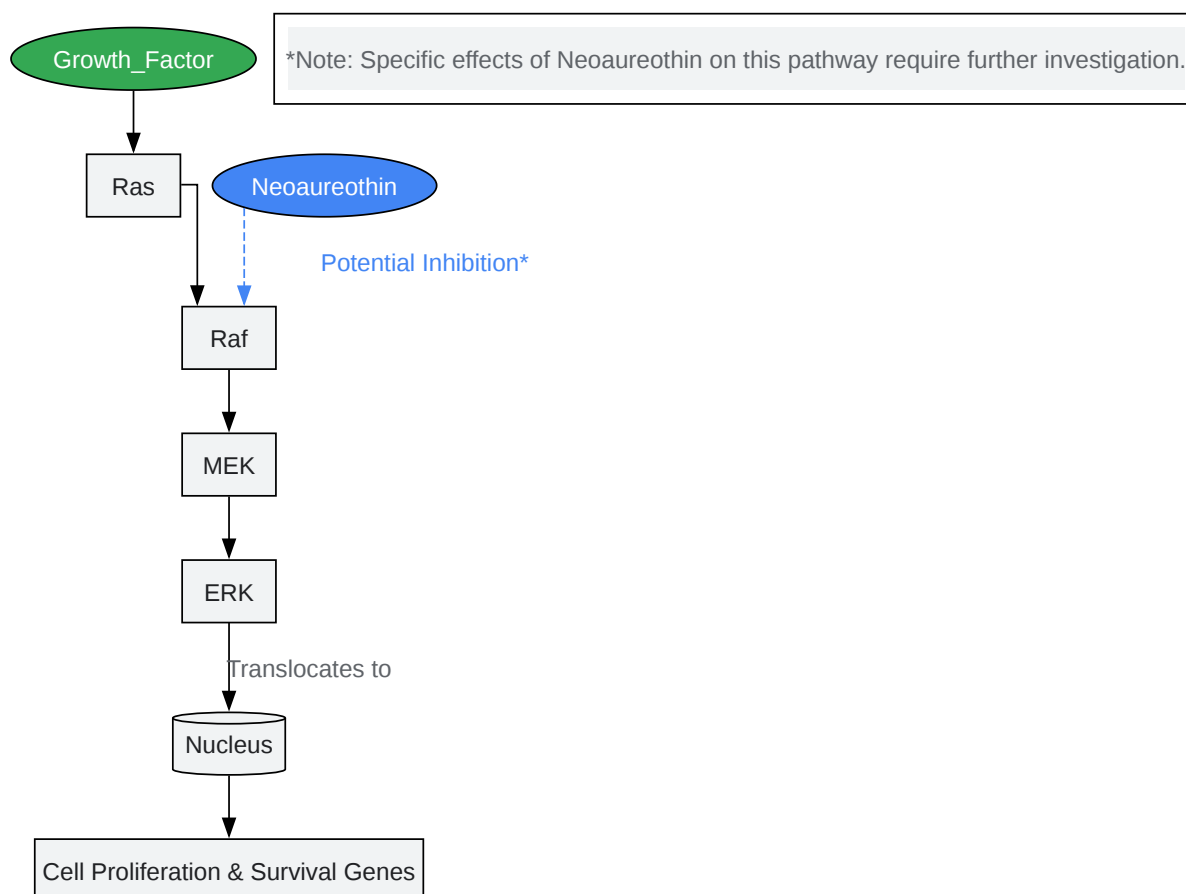 Growth_Factor
*Note: Specific effects of Neoaureothin on this pathway require further investigation.
Ras
Neoaureothin
Potential Inhibition*
Raf
MEK
ERK
Translocates to
Nucleus
Cell Proliferation & Survival Genes